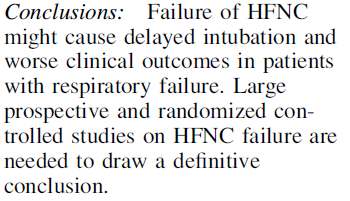 Conclusions: Failure of HFNC
might cause delayed intubation and
worse clinical outcomes in patients
with respiratory failure. Large
prospective and randomized con-
trolled studies on HFNC failure are
needed to draw a definitive
conclusion.